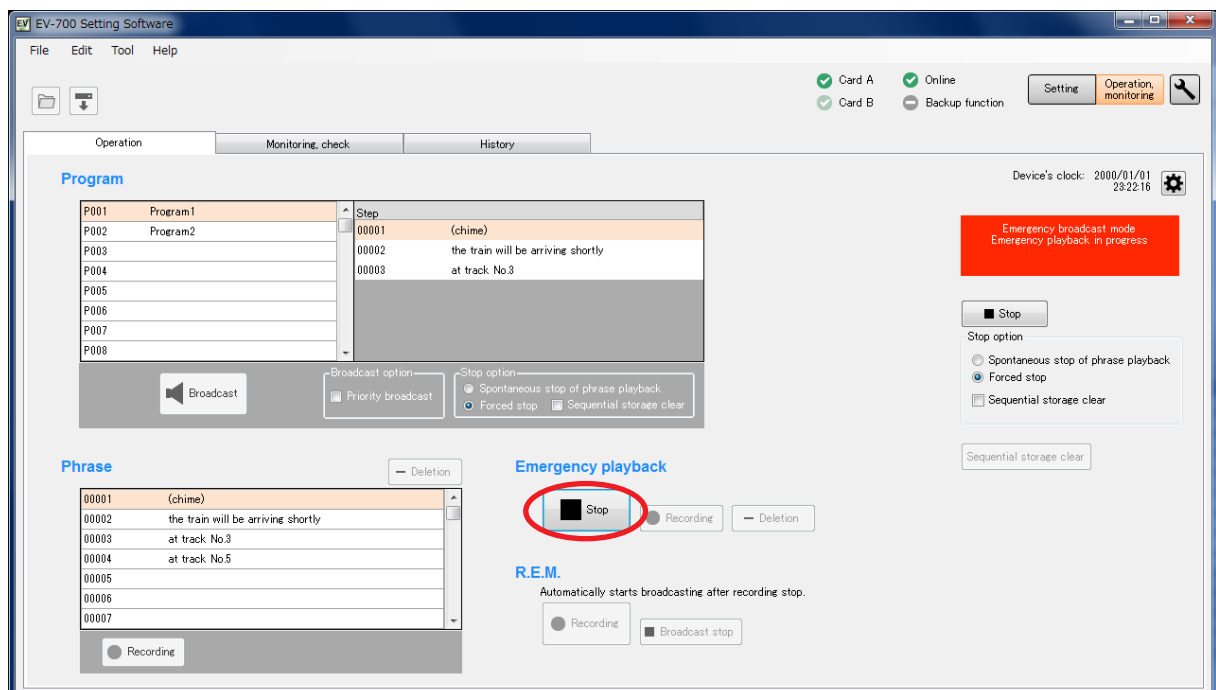 EV EV-700 Setting Software
File Edit Tool Help
Card A Online
Card B Backup function
Setting Operation, monitoring
Operation Monitoring, check History
Program
Device's clock: 2000/01/01
23:22:16
P001 Program1
P002 Program2
P003
P004
P005
P006
P007
P008
Step
00001 (chime)
00002 the train will be arriving shortly
00003 at track No.3
Broadcast
Broadcast option
Priority broadcast
Stop option
Spontaneous stop of phrase playback
Forced stop Sequential storage clear
Emergency broadcast mode
Emergency playback in progress
Stop
Stop option
Spontaneous stop of phrase playback
Forced stop
Sequential storage clear
Sequential storage clear
Phrase
Deletion
00001 (chime)
00002 the train will be arriving shortly
00003 at track No.3
00004 at track No.5
00005
00006
00007
Recording
Emergency playback
Stop Recording Deletion
R.E.M.
Automatically starts broadcasting after recording stop.
Recording Broadcast stop